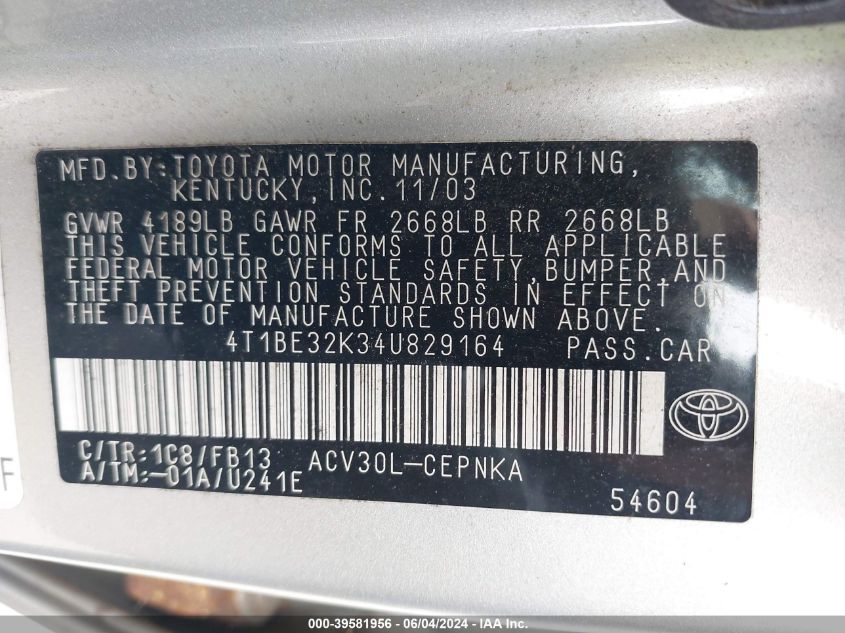 MFD.BY:TOYOTA MOTOR MANUFACTURING,
KENTUCKY,INC.11/03
GVWR 4189LB GAWR FR 2668LB RR 2668LB
THIS VEHICLE CONFORMS TO ALL APPLICABLE
FEDERAL MOTOR VEHICLE SAFETY,BUMPER,AND
THEFT PREVENTION STANDARDS IN EFFECT ON
THE DATE OF MANUFACTURE SHOWN ABOVE.
4T1BE32K34U829164 PASS.CAR
C/TR:1C8/FB13 ACV30L-CEPNKA
A/TM:-01A/U241E
54604
F
000-39581956 - 06/04/2024 - IAA Inc.